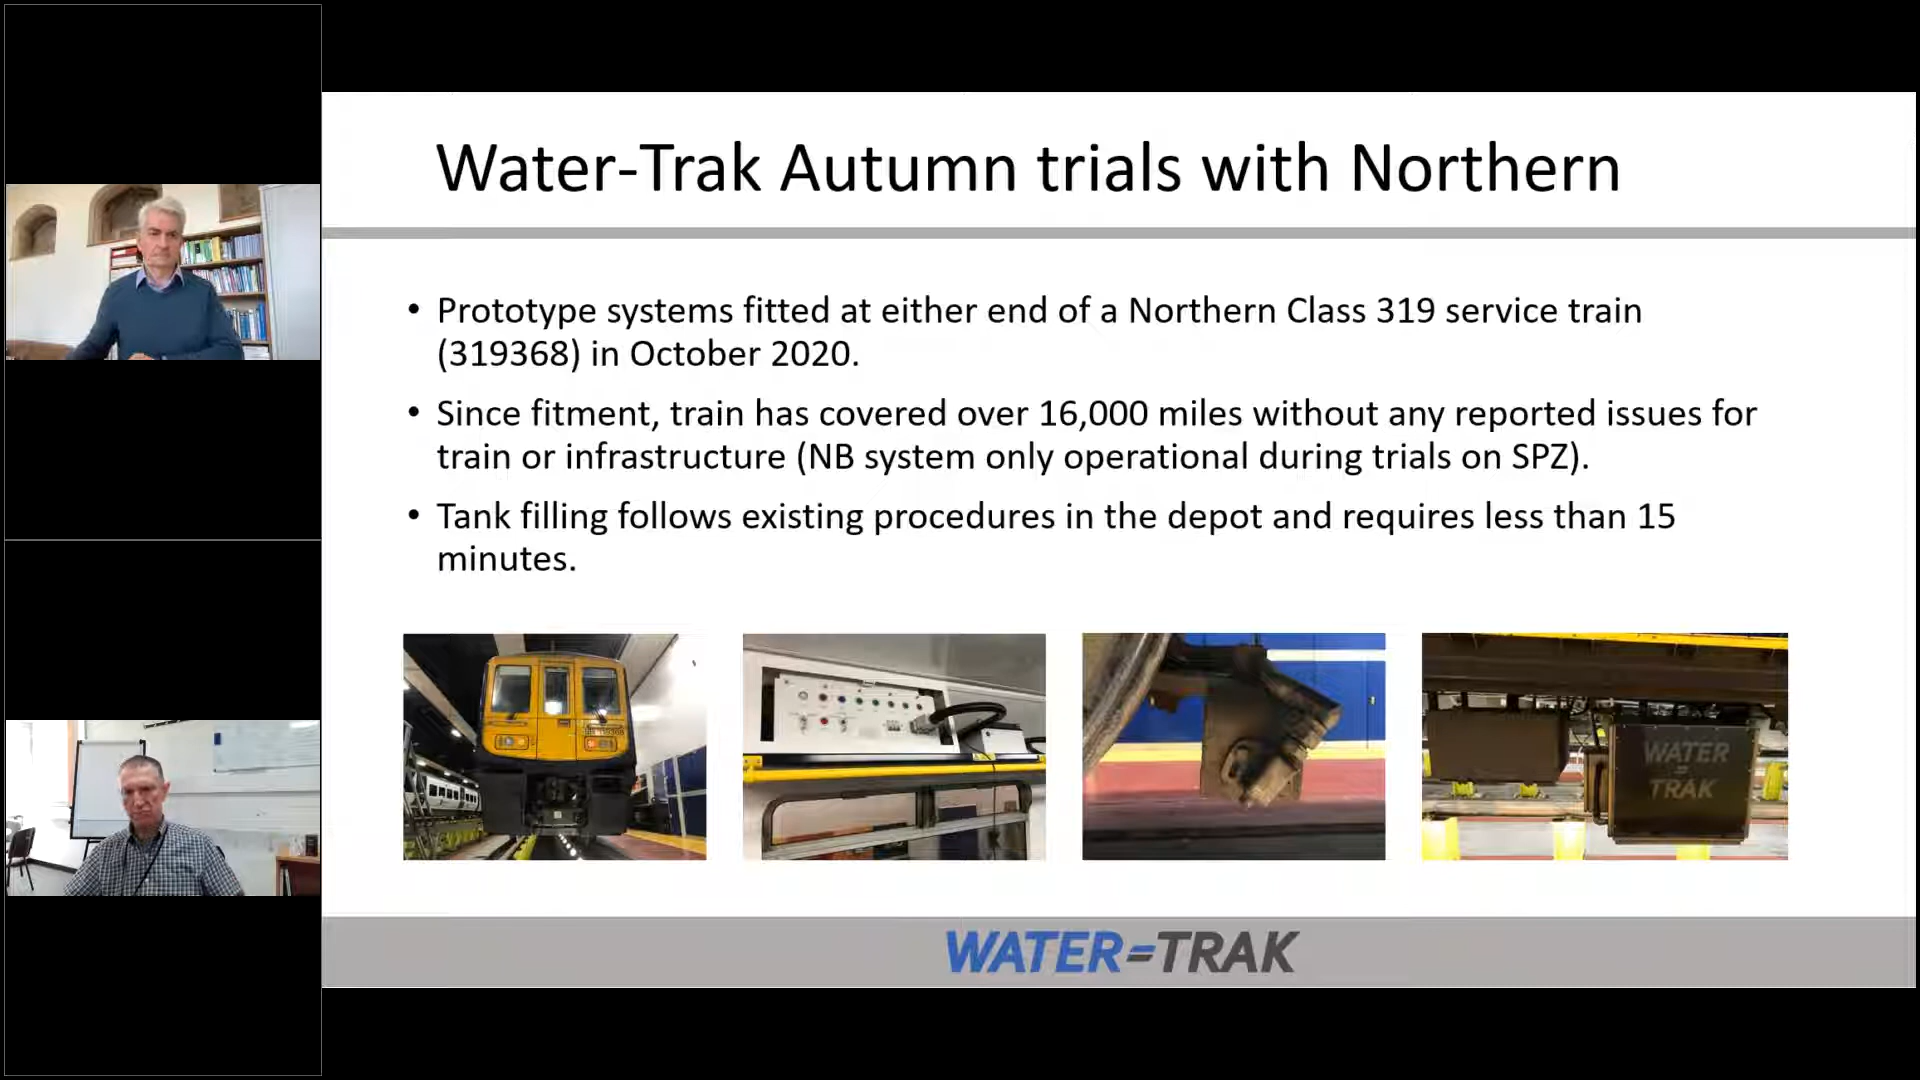 Water-Trak Autumn trials with Northern
• Prototype systems fitted at either end of a Northern Class 319 service train
(319368) in October 2020.
• Since fitment, train has covered over 16,000 miles without any reported issues for
train or infrastructure (NB system only operational during trials on SPZ).
• Tank filling follows existing procedures in the depot and requires less than 15
minutes.
WATER
=
TRAK
WATER=TRAK